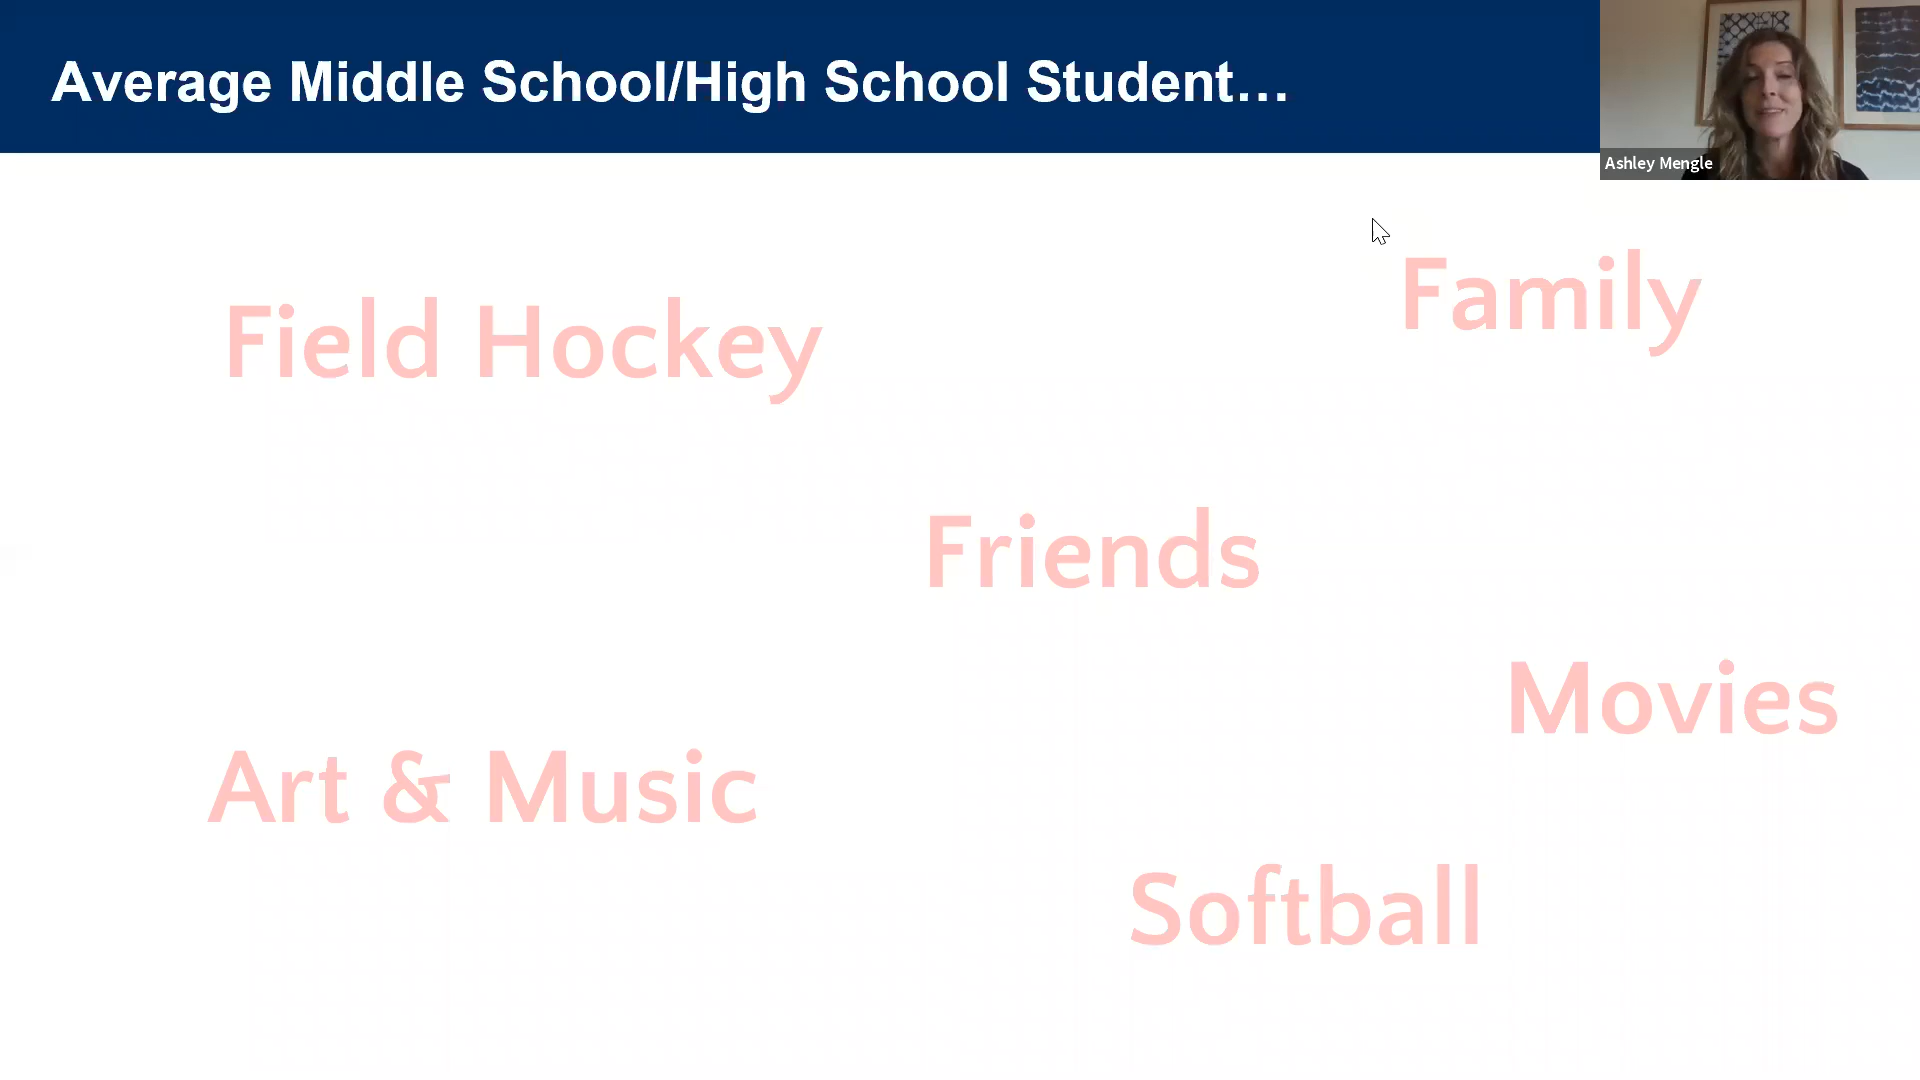 Average Middle School/High School Student…
Ashley Mengle
Family
Field Hockey
Friends
Movies
Art & Music
Softball